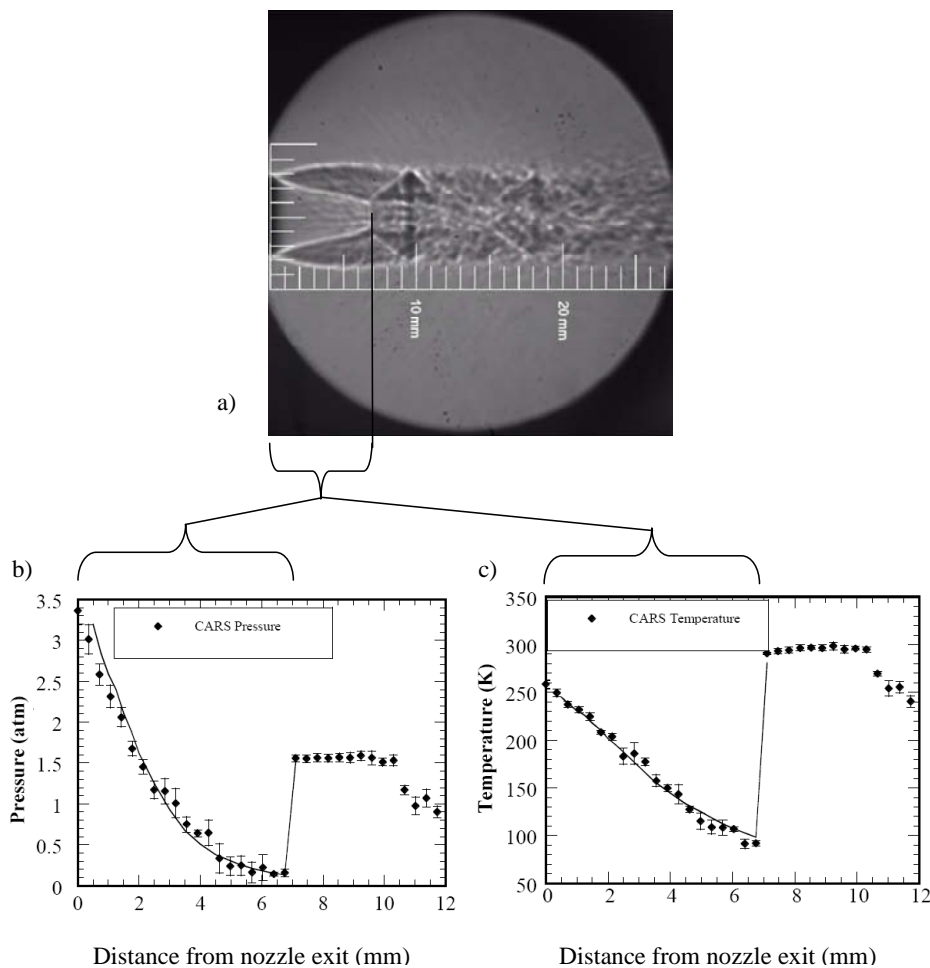 10 mm
20 mm
a)
b)
3.5
3
2.5
2
1.5
1
0.5
0
Pressure (atm)
CARS Pressure
0 2 4 6 8 10 12
Distance from nozzle exit (mm)
c)
350
300
250
200
150
100
50
Temperature (K)
CARS Temperature
0 2 4 6 8 10 12
Distance from nozzle exit (mm)